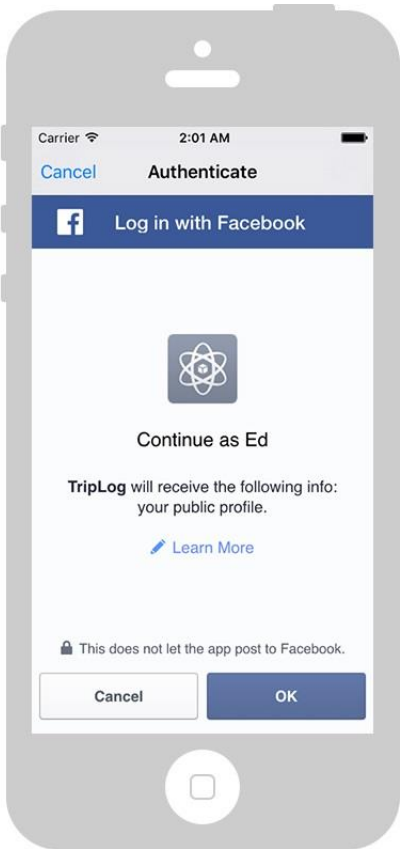 Carrier 2:01 AM
Cancel Authenticate
f Log in with Facebook
Continue as Ed
TripLog will receive the following info:
your public profile.
Learn More
This does not let the app post to Facebook.
Cancel OK